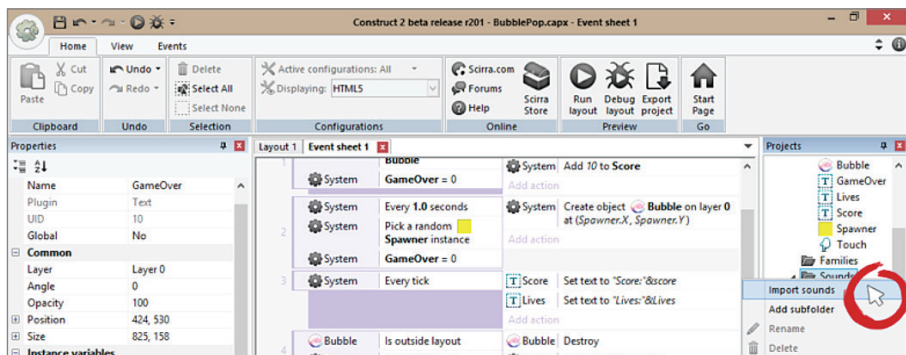 Construct 2 beta release r201 - BubblePop.capx - Event sheet 1
Home View Events
Paste
Cut
Copy
Clipboard
Undo
Redo
Undo
Delete
Select All
Select None
Selection
Active configurations: All
Displaying: HTML5
Configurations
Scirra.com
Forums
Help
Scirra Store
Online
Run layout
Debug layout
Export project
Preview
Start Page
Go
Properties
Name GameOver
Plugin Text
UID 10
Global No
Common
Layer Layer 0
Angle 0
Opacity 100
Position 424, 530
Size 825, 158
Instance variables
Layout 1 Event sheet 1
1
Bubble
System Add 10 to Score
System GameOver = 0
Add action
2
System Every 1.0 seconds
System Create object Bubble on layer 0
at (Spawner.X, Spawner.Y)
System Pick a random
Spawner instance
Add action
System GameOver = 0
3
System Every tick
T Score Set text to "Score:"&score
T Lives Set text to "Lives:"&Lives
Add action
4
Bubble Is outside layout
Bubble Destroy
Projects
Bubble
T GameOver
T Lives
T Score
Spawner
Touch
Families
Sounds
Import sounds
Add subfolder
Rename
Delete